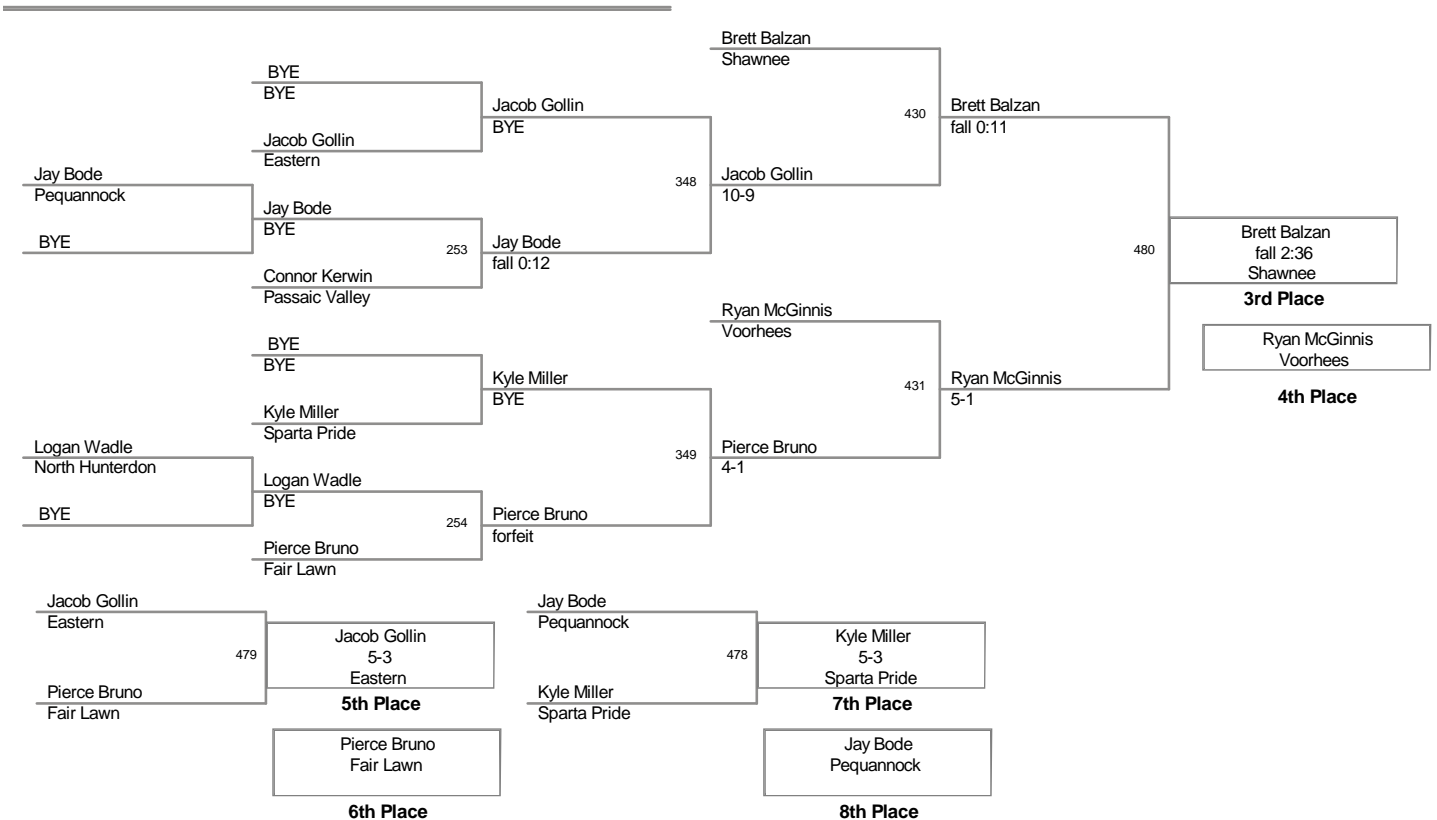 Brett Balzan
Shawnee
BYE
BYE
Jacob Gollin
BYE
430
Brett Balzan
fall 0:11
Jacob Gollin
Eastern
Jay Bode
Pequannock
348
Jacob Gollin
10-9
Jay Bode
BYE
BYE
253
Jay Bode
fall 0:12
480
Brett Balzan
fall 2:36
Shawnee
3rd Place
Connor Kerwin
Passaic Valley
Ryan McGinnis
Voorhees
Ryan McGinnis
Voorhees
4th Place
BYE
BYE
Kyle Miller
BYE
431
Ryan McGinnis
5-1
Kyle Miller
Sparta Pride
Logan Wadle
North Hunterdon
349
Pierce Bruno
4-1
Logan Wadle
BYE
BYE
254
Pierce Bruno
forfeit
Pierce Bruno
Fair Lawn
Jacob Gollin
Eastern
479
Jacob Gollin
5-3
Eastern
5th Place
Pierce Bruno
Fair Lawn
Pierce Bruno
Fair Lawn
6th Place
Jay Bode
Pequannock
478
Kyle Miller
5-3
Sparta Pride
7th Place
Kyle Miller
Sparta Pride
Jay Bode
Pequannock
8th Place